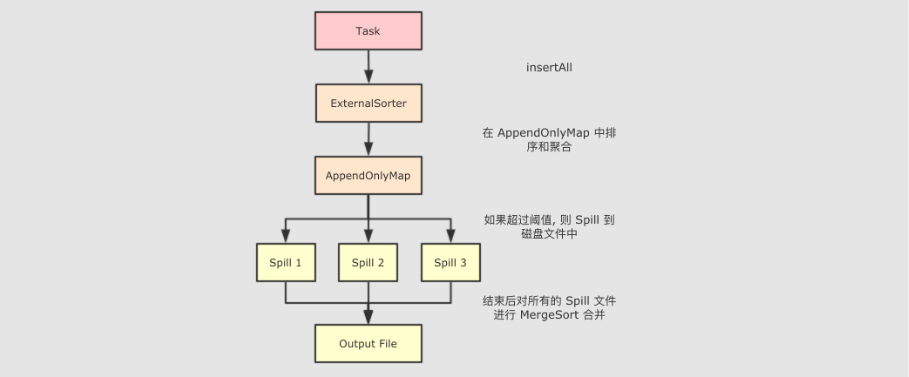 Task
insertAll
ExternalSorter
在 AppendOnlyMap 中排
序和聚合
AppendOnlyMap
如果超过阈值, 则 Spill 到
磁盘文件中
Spill 1
Spill 2
Spill 3
结束后对所有的 Spill 文件
进行 MergeSort 合并
Output File